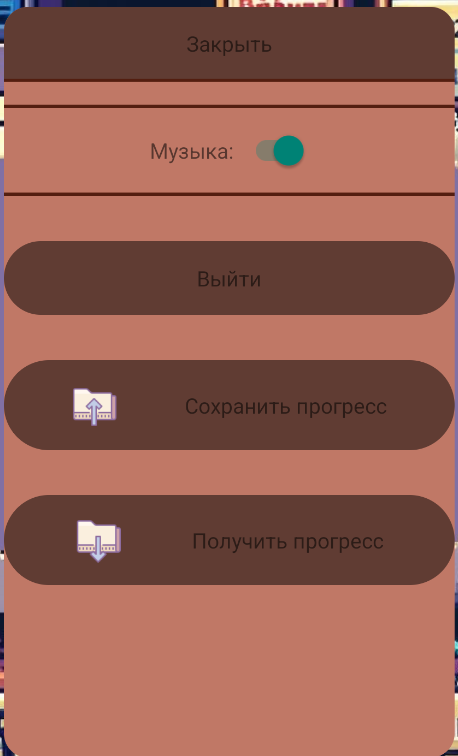 Закрыть
Музыка:
Выйти
Сохранить прогресс
Получить прогресс